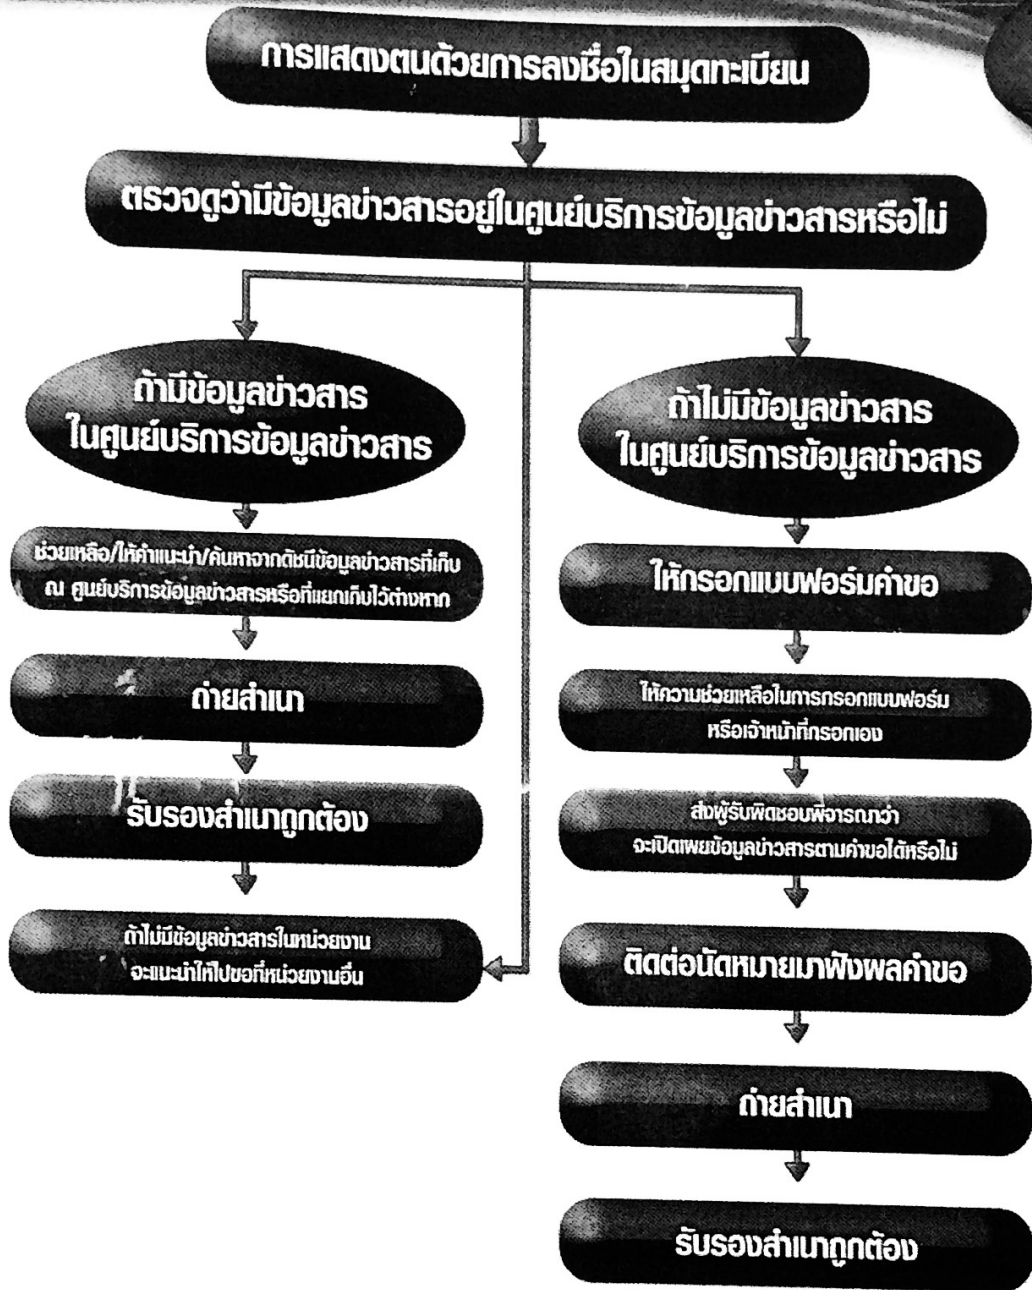 การแสดงตนด้วยการลงชื่อในสมุดทะเบียน
ตรวจดูว่ามีข้อมูลข่าวสารอยู่ในศูนย์บริการข้อมูลข่าวสารหรือไม่
ถ้ามีข้อมูลข่าวสาร
ในศูนย์บริการข้อมูลข่าวสาร
ช่วยเหลือ/ให้คำแนะนำ/ค้นหาจากดัชนีข้อมูลข่าวสารที่เก็บ
ณ ศูนย์บริการข้อมูลข่าวสารหรือที่แยกเก็บไว้ต่างหาก
ถ่ายสำเนา
รับรองสำเนาถูกต้อง
ถ้าไม่มีข้อมูลข่าวสารในหน่วยงาน
จะแนะนำให้ไปขอที่หน่วยงานอื่น
ถ้าไม่มีข้อมูลข่าวสาร
ในศูนย์บริการข้อมูลข่าวสาร
ให้กรอกแบบฟอร์มคำขอ
ให้ความช่วยเหลือในการกรอกแบบฟอร์ม
หรือเจ้าหน้าที่กรอกเอง
ส่งผู้รับผิดชอบพิจารณาว่า
จะเปิดเผยข้อมูลข่าวสารตามคำขอได้หรือไม่
ติดต่อนัดหมายมาฟังผลคำขอ
ถ่ายสำเนา
รับรองสำเนาถูกต้อง